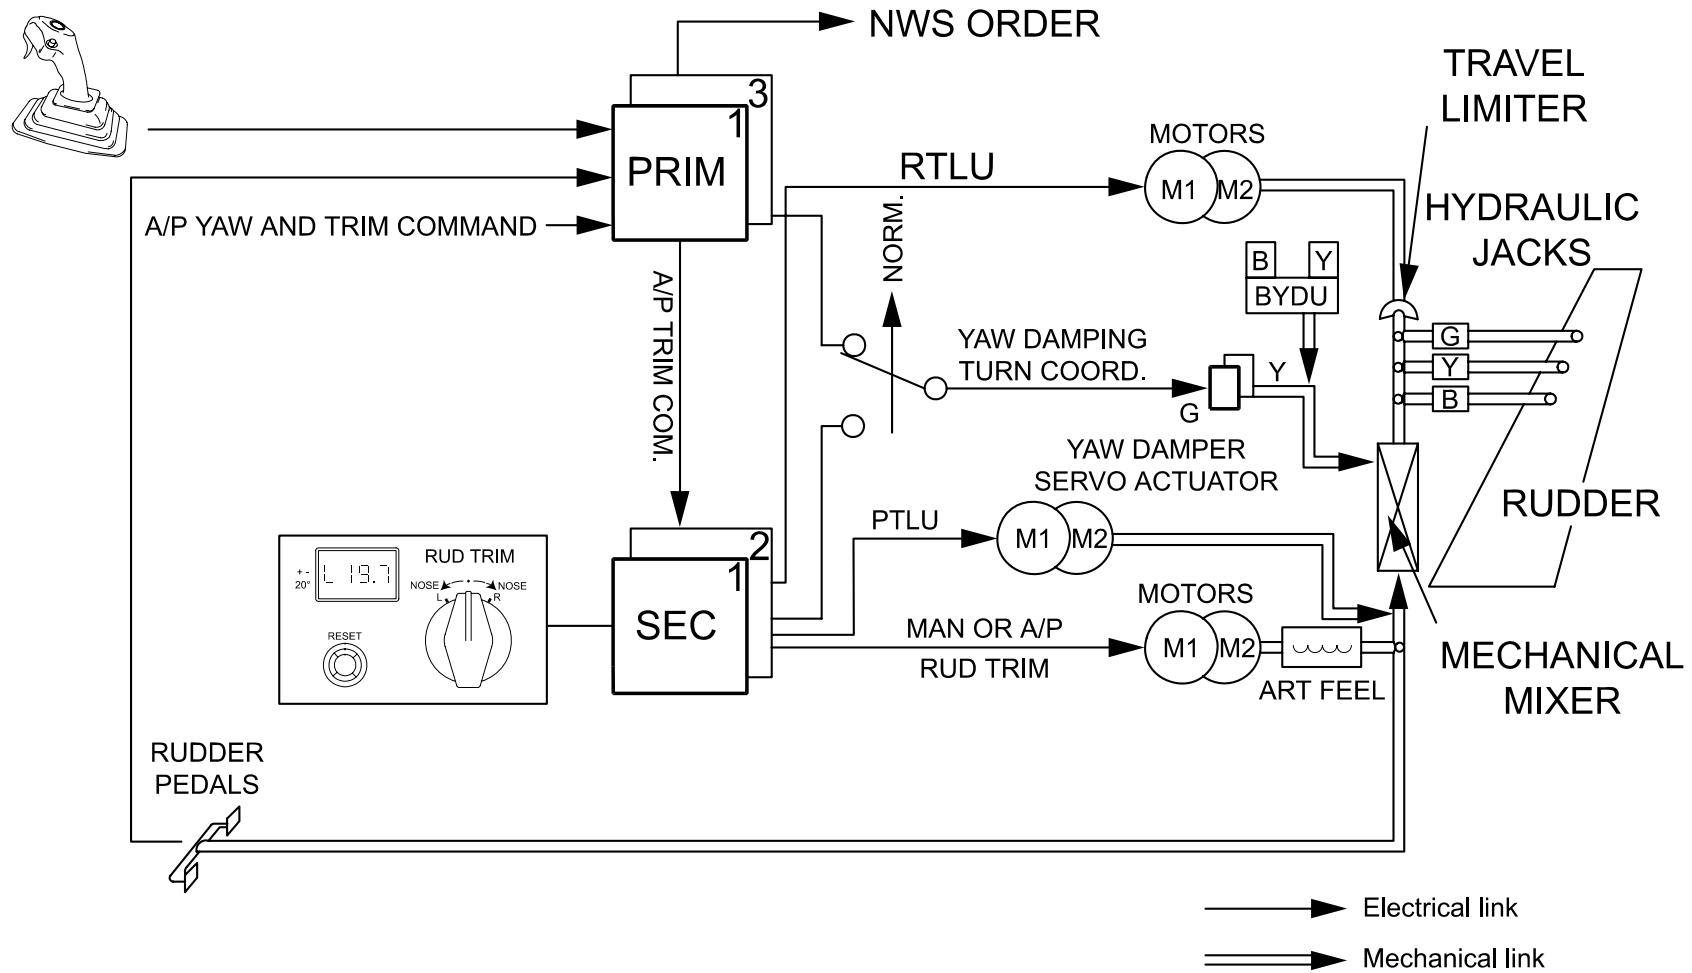 NWS ORDER
TRAVEL
LIMITER
3
1
PRIM
MOTORS
M1 M2
RTLU
A/P YAW AND TRIM COMMAND
NORM.
HYDRAULIC
JACKS
B Y
BYDU
A/P TRIM COM.
YAW DAMPING
TURN COORD.
G
Y
G
Y
B
YAW DAMPER
SERVO ACTUATOR
RUDDER
PTLU
M1 M2
2
1
SEC
RUD TRIM
+ -
20°
L 19.7
NOSE NOSE
L R
RESET
MAN OR A/P
RUD TRIM
MOTORS
M1 M2
ART FEEL
MECHANICAL
MIXER
RUDDER
PEDALS
Electrical link
Mechanical link